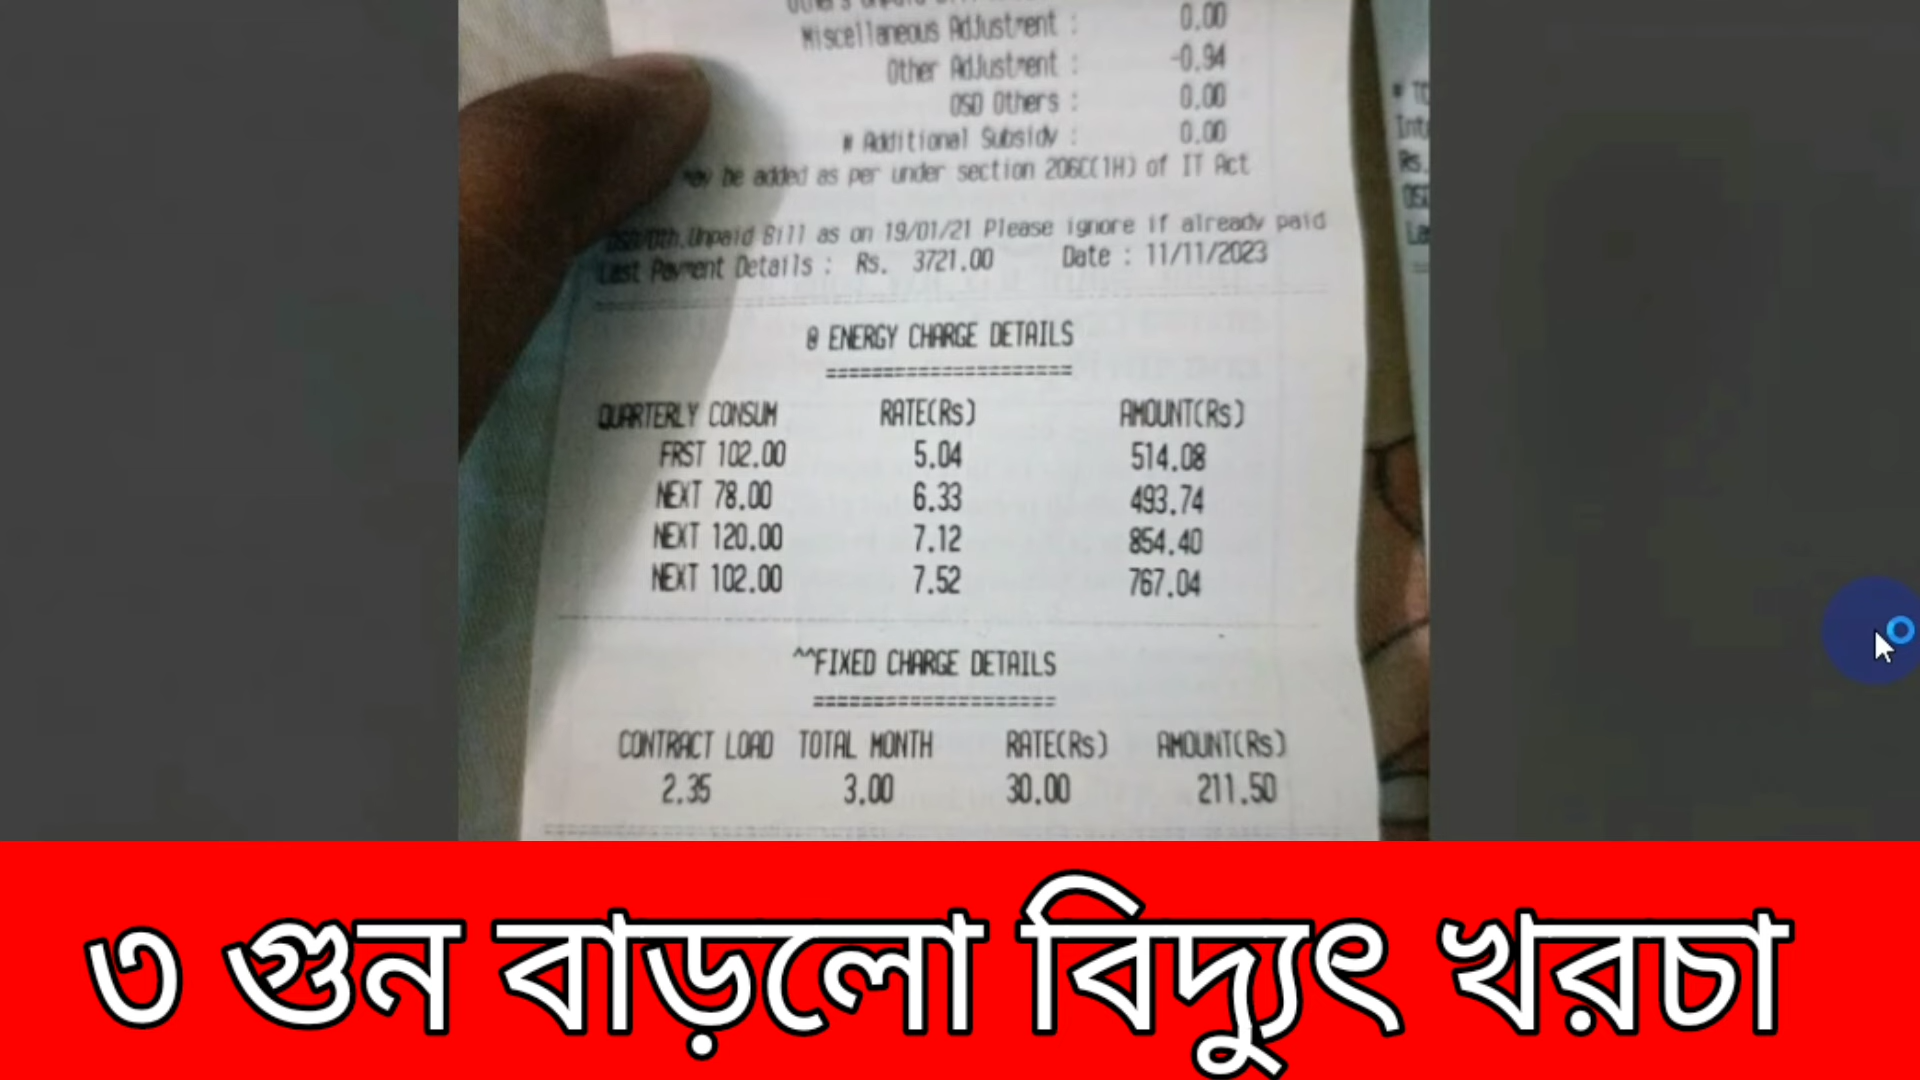 Miscellaneous Adjustment : 0.00
Other Adjustment : -0.94
OSD Others : 0.00
# Additional Subsidy : 0.00
may be added as per under section 206C(1H) of IT Act
OSD/Oth.Unpaid Bill as on 19/01/21 Please ignore if already paid
Last Payment Details : Rs. 3721.00 Date : 11/11/2023
@ ENERGY CHARGE DETAILS
=====================
QUARTERLY CONSUM RATE(Rs) AMOUNT(Rs)
FRST 102.00 5.04 514.08
NEXT 78.00 6.33 493.74
NEXT 120.00 7.12 854.40
NEXT 102.00 7.52 767.04
^^FIXED CHARGE DETAILS
=====================
CONTRACT LOAD TOTAL MONTH RATE(Rs) AMOUNT(Rs)
2.35 3.00 30.00 211.50
Rs.
৩ গুন বাড়লো বিদ্যুৎ খরচা